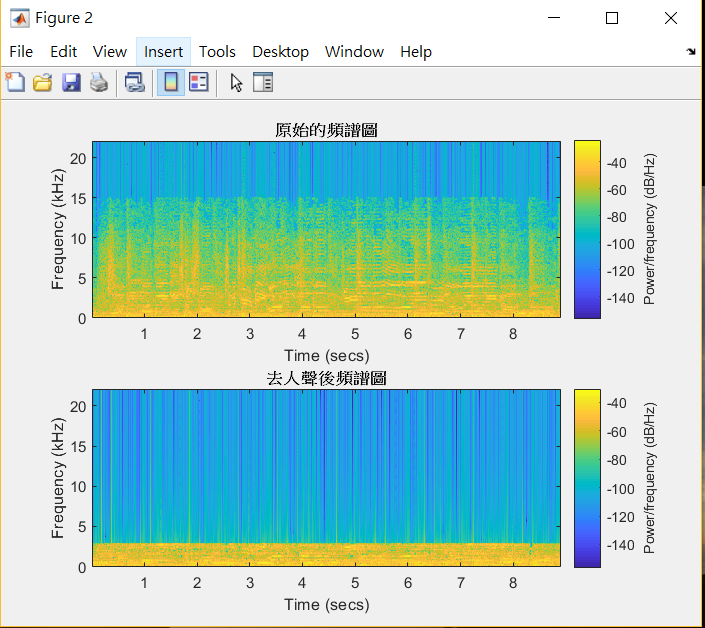 Figure 2
File Edit View Insert Tools Desktop Window Help
原始的頻譜圖
Frequency (kHz)
20
15
10
5
0
1 2 3 4 5 6 7 8
Time (secs)
-40
-60
-80
-100
-120
-140
Power/frequency (dB/Hz)
去人聲後頻譜圖
Frequency (kHz)
20
15
10
5
0
1 2 3 4 5 6 7 8
Time (secs)
-40
-60
-80
-100
-120
-140
Power/frequency (dB/Hz)